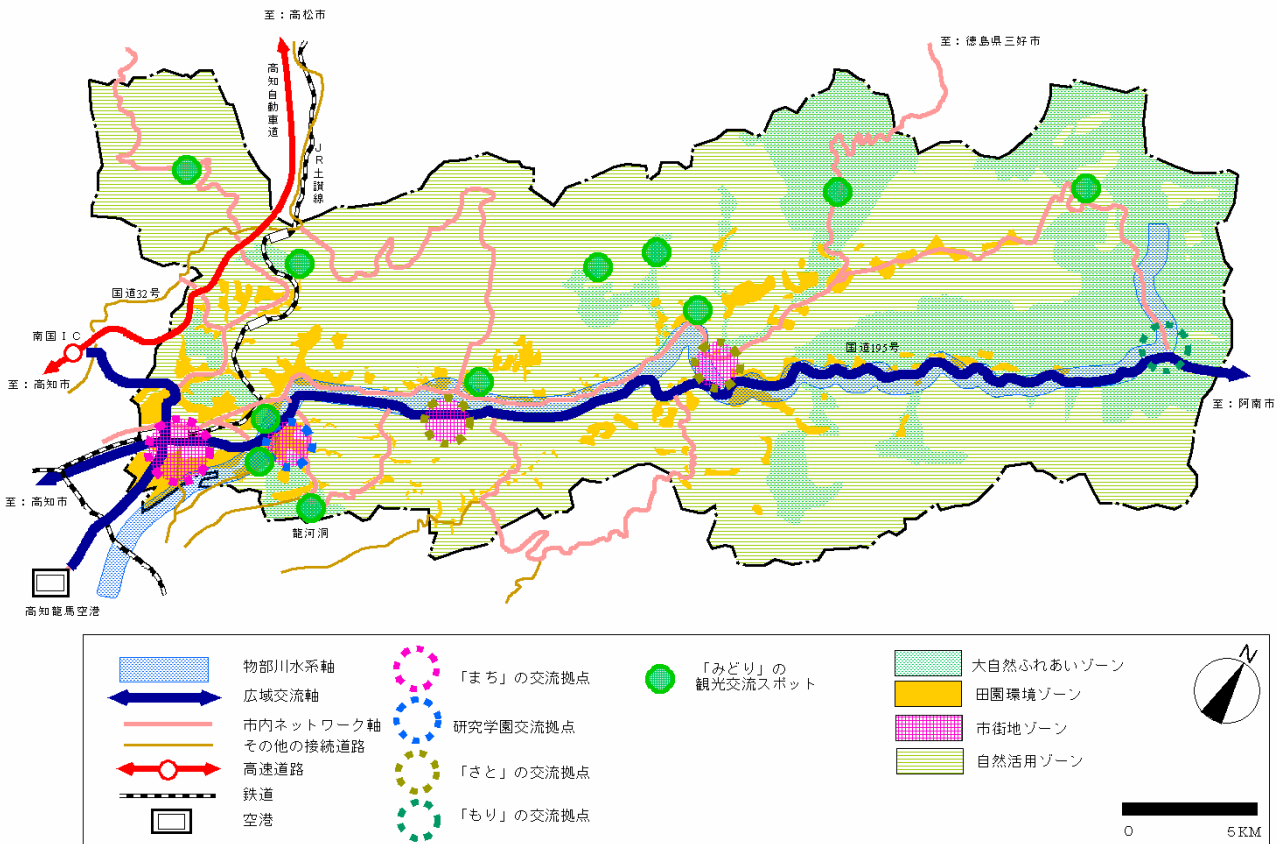 至：高松市
至：徳島県三好市
高知自動車道
JR土讃線
国道32号
南国IC
至：高知市
国道195号
至：阿南市
至：高知市
龍河洞
高知龍馬空港
物部川水系軸
広域交流軸
市内ネットワーク軸
その他の接続道路
高速道路
鉄道
空港
「まち」の交流拠点
研究学園交流拠点
「さと」の交流拠点
「もり」の交流拠点
「みどり」の
観光交流スポット
大自然ふれあいゾーン
田園環境ゾーン
市街地ゾーン
自然活用ゾーン
N
0 5KM